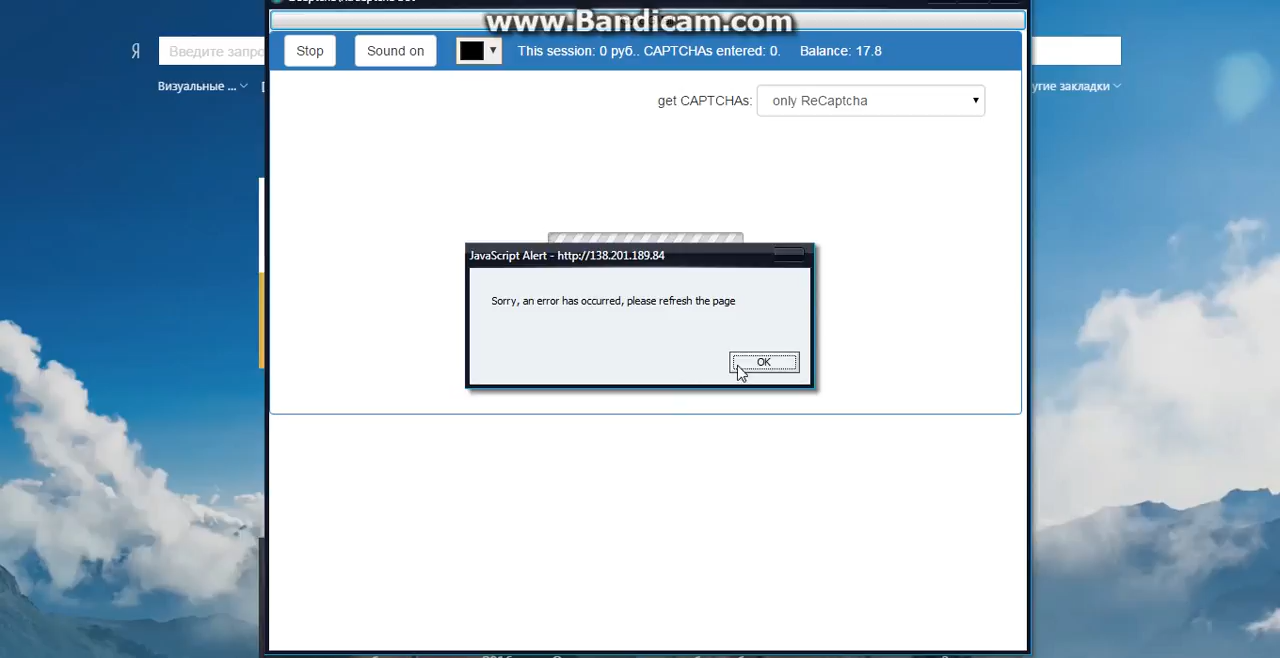 www.Bandicam.com
Я
Введите запро
Stop
Sound on
This session: 0 руб.. CAPTCHAs entered: 0.
Balance: 17.8
Визуальные ...
угие закладки
get CAPTCHAs:
only ReCaptcha
JavaScript Alert - http://138.201.189.84
Sorry, an error has occurred, please refresh the page
OK